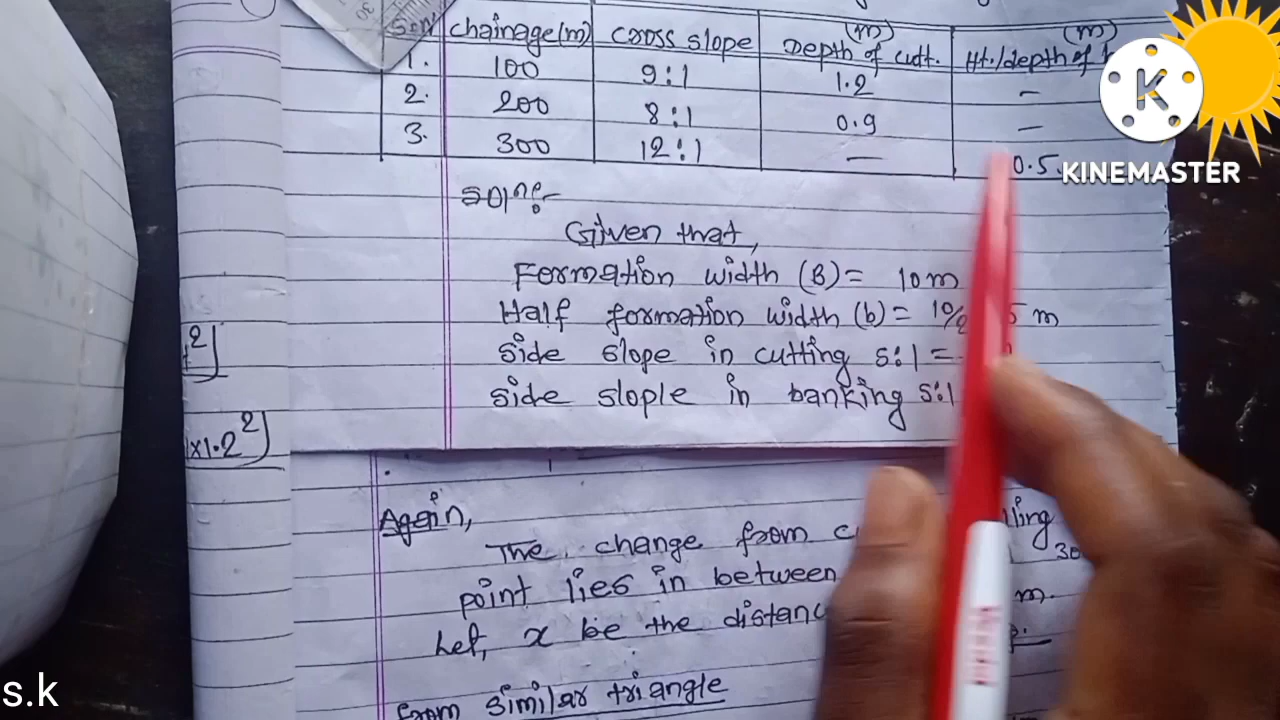 S.N chainage(m) cross slope Depth of cutt. (m) Ht./depth of (m)
1. 100 9:1 1.2 -
2. 200 8:1 0.9 -
3. 300 12:1 - 0.5
KINEMASTER
Soln:-
Given that,
Formation width (B) = 10m
Half formation width (b) = 10/2 5 m
side slope in cutting s:1 =
side slople in banking s:1
x1.2²]
Again,
The change from
point lies in between
m.
Let, x be the
from similar triangle
s.k